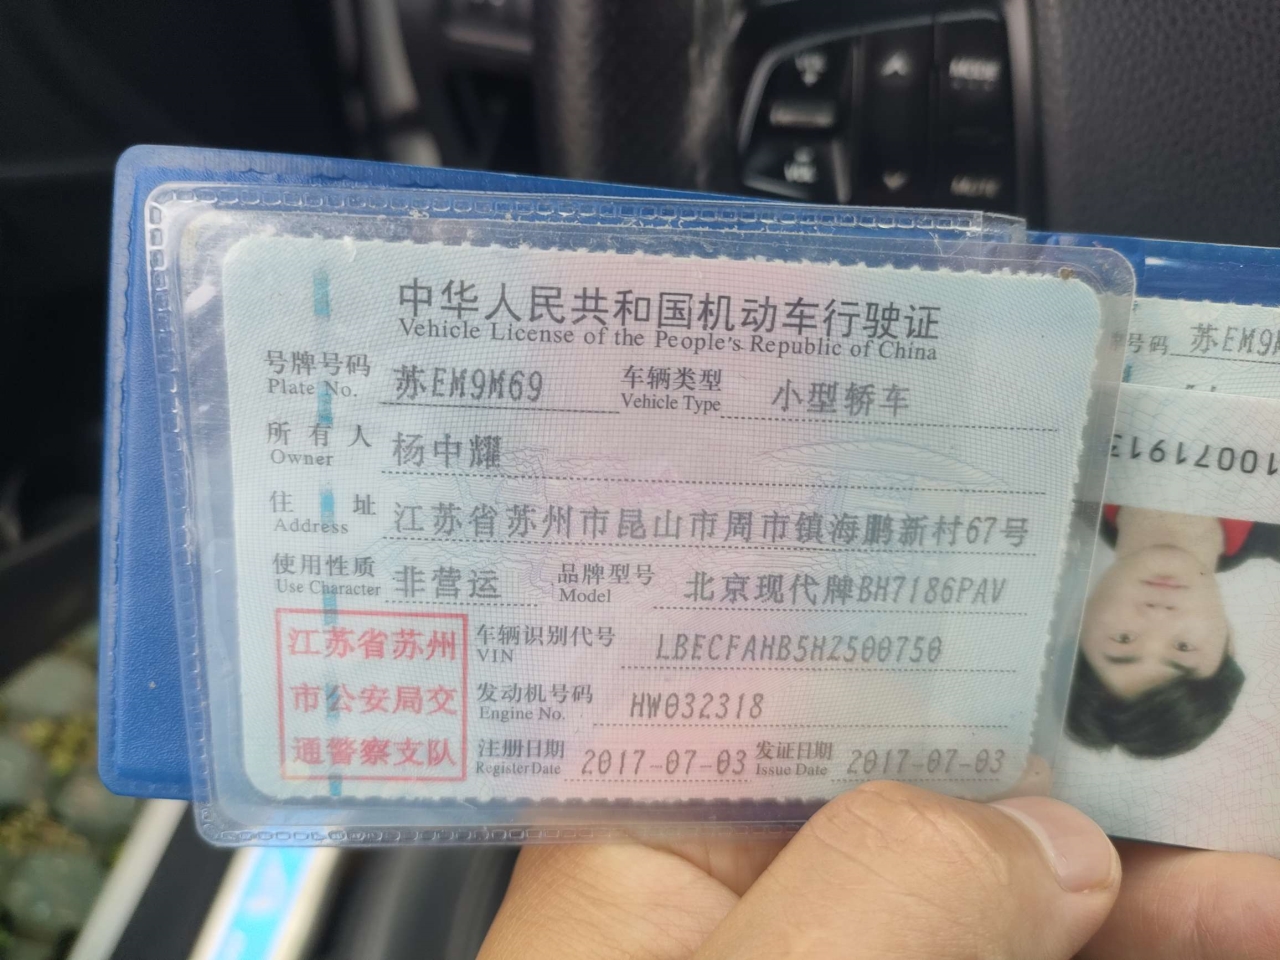 中华人民共和国机动车行驶证
Vehicle License of the People's Republic of China
号牌号码 苏EM9M69 车辆类型 小型轿车
Plate No. Vehicle Type
所有人 杨中耀
Owner
住址 江苏省苏州市昆山市周市镇海鹏新村67号
Address
使用性质 非营运 品牌型号 北京现代牌BH7186PAV
Use Character Model
江苏省苏州
市公安局交
通警察支队
车辆识别代号 LBECFAHB5HZ500750
VIN
发动机号码 HW032318
Engine No.
注册日期 2017-07-03 发证日期 2017-07-03
Register Date Issue Date
号码 苏EM9
10071913
MODE
MUTE